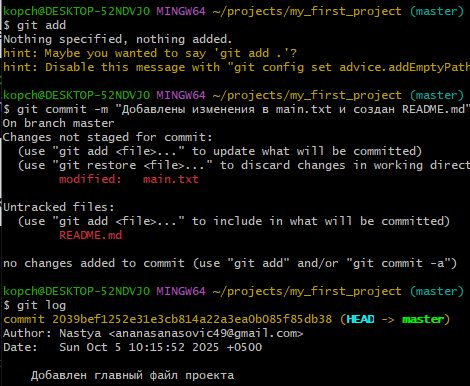 kopch@DESKTOP-52NDVJO MINGW64 ~/projects/my_first_project (master)
$ git add
Nothing specified, nothing added.
hint: Maybe you wanted to say 'git add .'?
hint: Disable this message with "git config set advice.addEmptyPath
kopch@DESKTOP-52NDVJO MINGW64 ~/projects/my_first_project (master)
$ git commit -m "Добавлены изменения в main.txt и создан README.md"
On branch master
Changes not staged for commit:
  (use "git add <file>..." to update what will be committed)
  (use "git restore <file>..." to discard changes in working direct
        modified:   main.txt
Untracked files:
  (use "git add <file>..." to include in what will be committed)
        README.md
no changes added to commit (use "git add" and/or "git commit -a")
kopch@DESKTOP-52NDVJO MINGW64 ~/projects/my_first_project (master)
$ git log
commit 2039bef1252e31e3cb814a22a3ea0b085f85db38 (HEAD -> master)
Author: Nastya <ananasanasovic49@gmail.com>
Date:   Sun Oct 5 10:15:52 2025 +0500
    Добавлен главный файл проекта